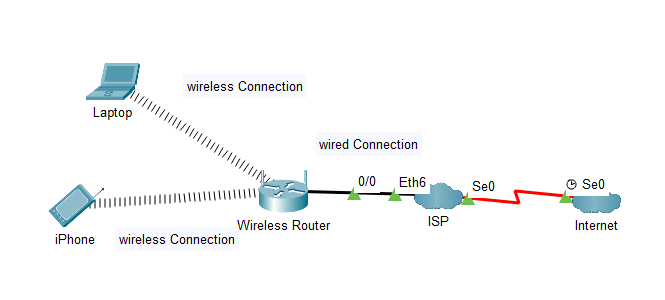 wireless Connection
Laptop
wired Connection
0/0
Eth6
Se0
Se0
ISP
Wireless Router
Internet
iPhone
wireless Connection